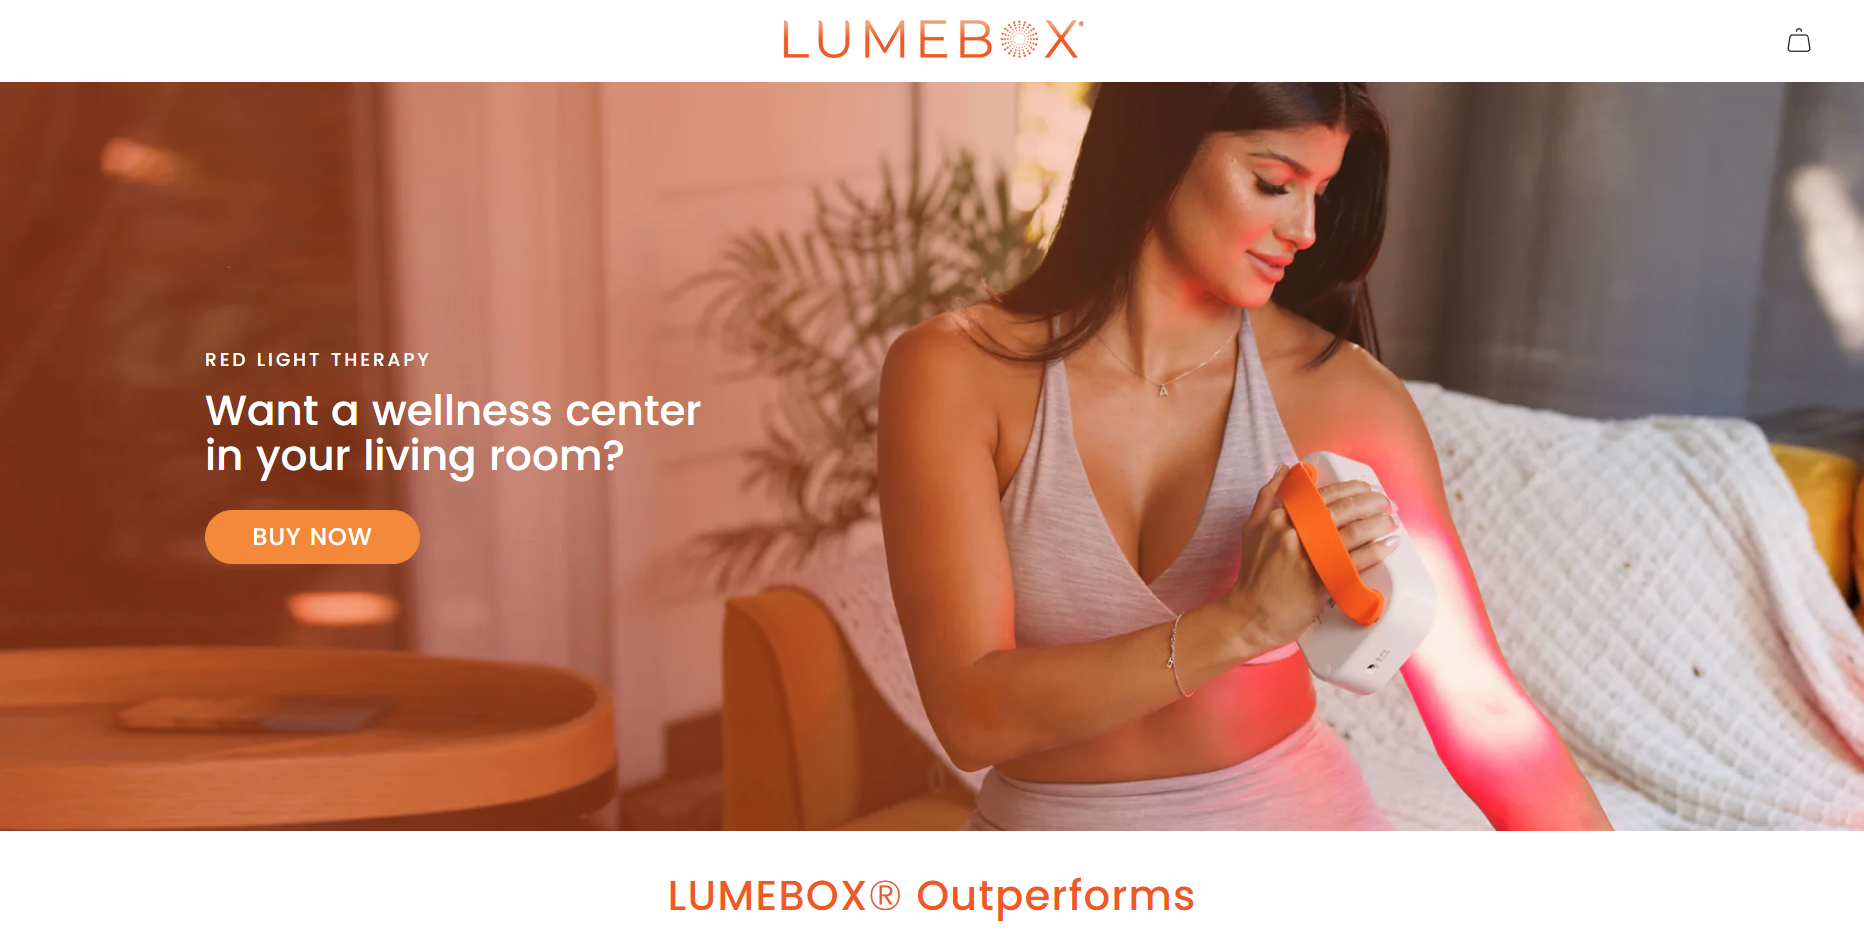 LUMEBOX
RED LIGHT THERAPY
Want a wellness center
in your living room?
BUY NOW
A
LUMEBOX® Outperforms